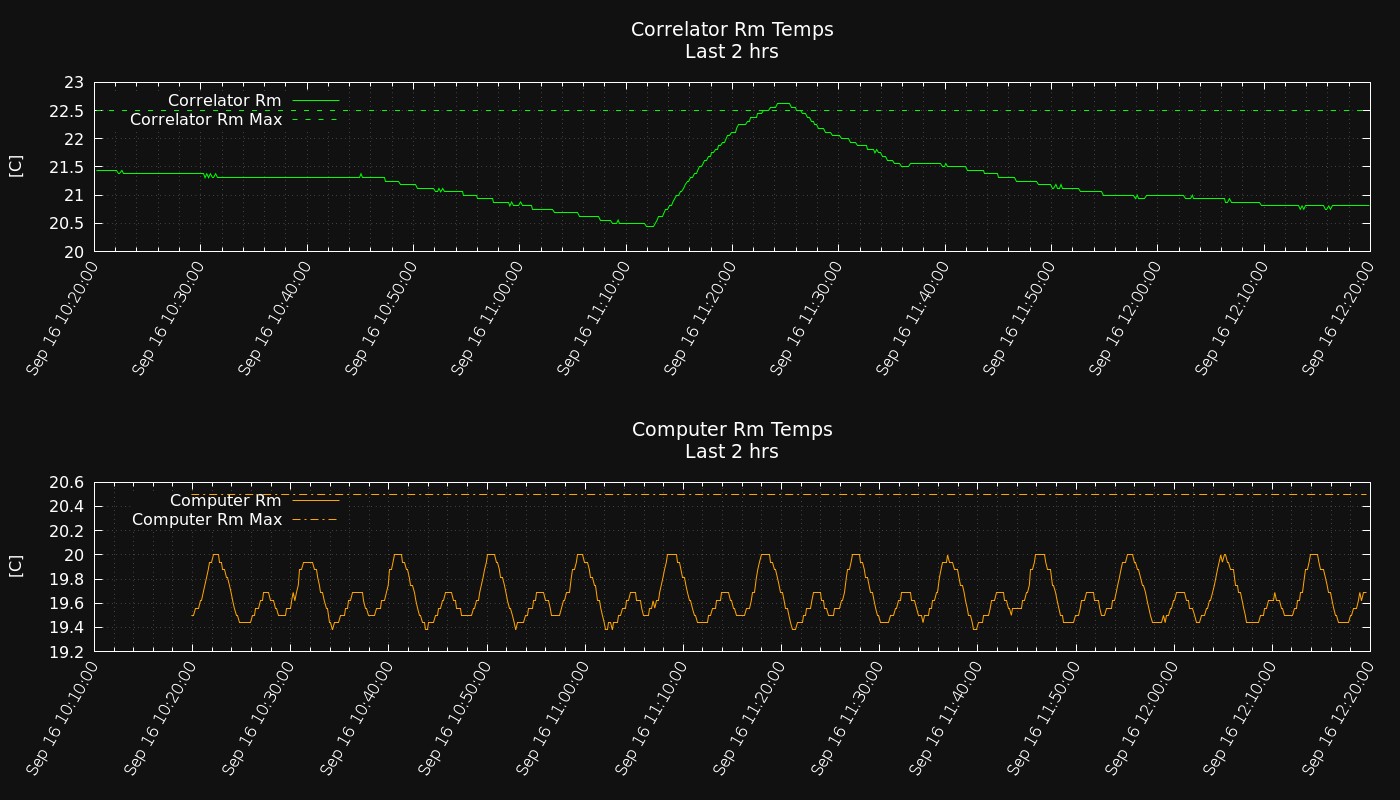 Correlator Rm Temps
Last 2 hrs
[C]
23
22.5
22
21.5
21
20.5
20
Correlator Rm
Correlator Rm Max
Sep 16 10:20:00
Sep 16 10:30:00
Sep 16 10:40:00
Sep 16 10:50:00
Sep 16 11:00:00
Sep 16 11:10:00
Sep 16 11:20:00
Sep 16 11:30:00
Sep 16 11:40:00
Sep 16 11:50:00
Sep 16 12:00:00
Sep 16 12:10:00
Sep 16 12:20:00
Computer Rm Temps
Last 2 hrs
[C]
20.6
20.4
20.2
20
19.8
19.6
19.4
19.2
Computer Rm
Computer Rm Max
Sep 16 10:10:00
Sep 16 10:20:00
Sep 16 10:30:00
Sep 16 10:40:00
Sep 16 10:50:00
Sep 16 11:00:00
Sep 16 11:10:00
Sep 16 11:20:00
Sep 16 11:30:00
Sep 16 11:40:00
Sep 16 11:50:00
Sep 16 12:00:00
Sep 16 12:10:00
Sep 16 12:20:00